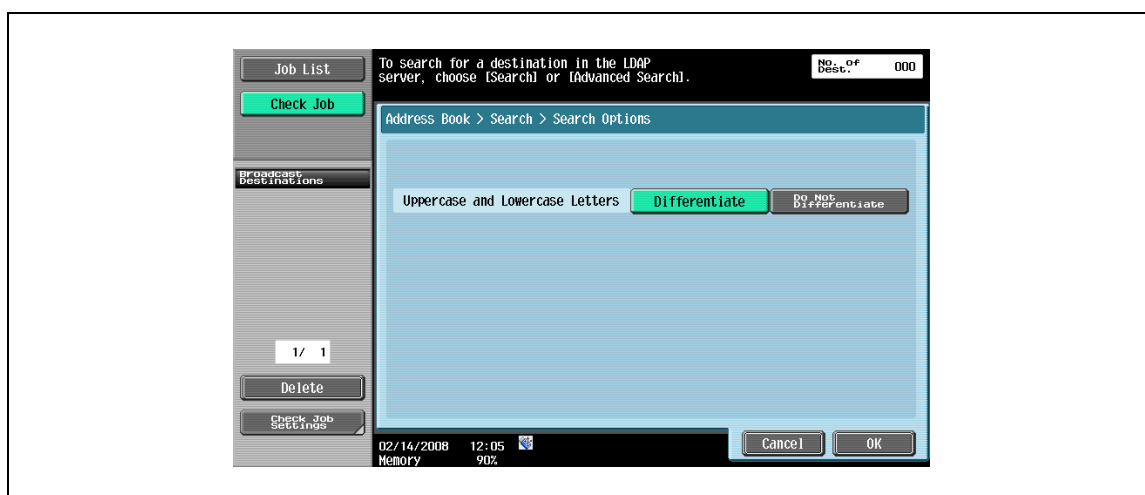 Job List
Check Job
Broadcast
Destinations
1/ 1
Delete
Check Job
Settings
To search for a destination in the LDAP
server, choose [Search] or [Advanced Search].
No. of
Dest.
000
Address Book > Search > Search Options
Uppercase and Lowercase Letters
Differentiate
Do Not
Differentiate
02/14/2008 12:05
Memory 90%
Cancel
OK